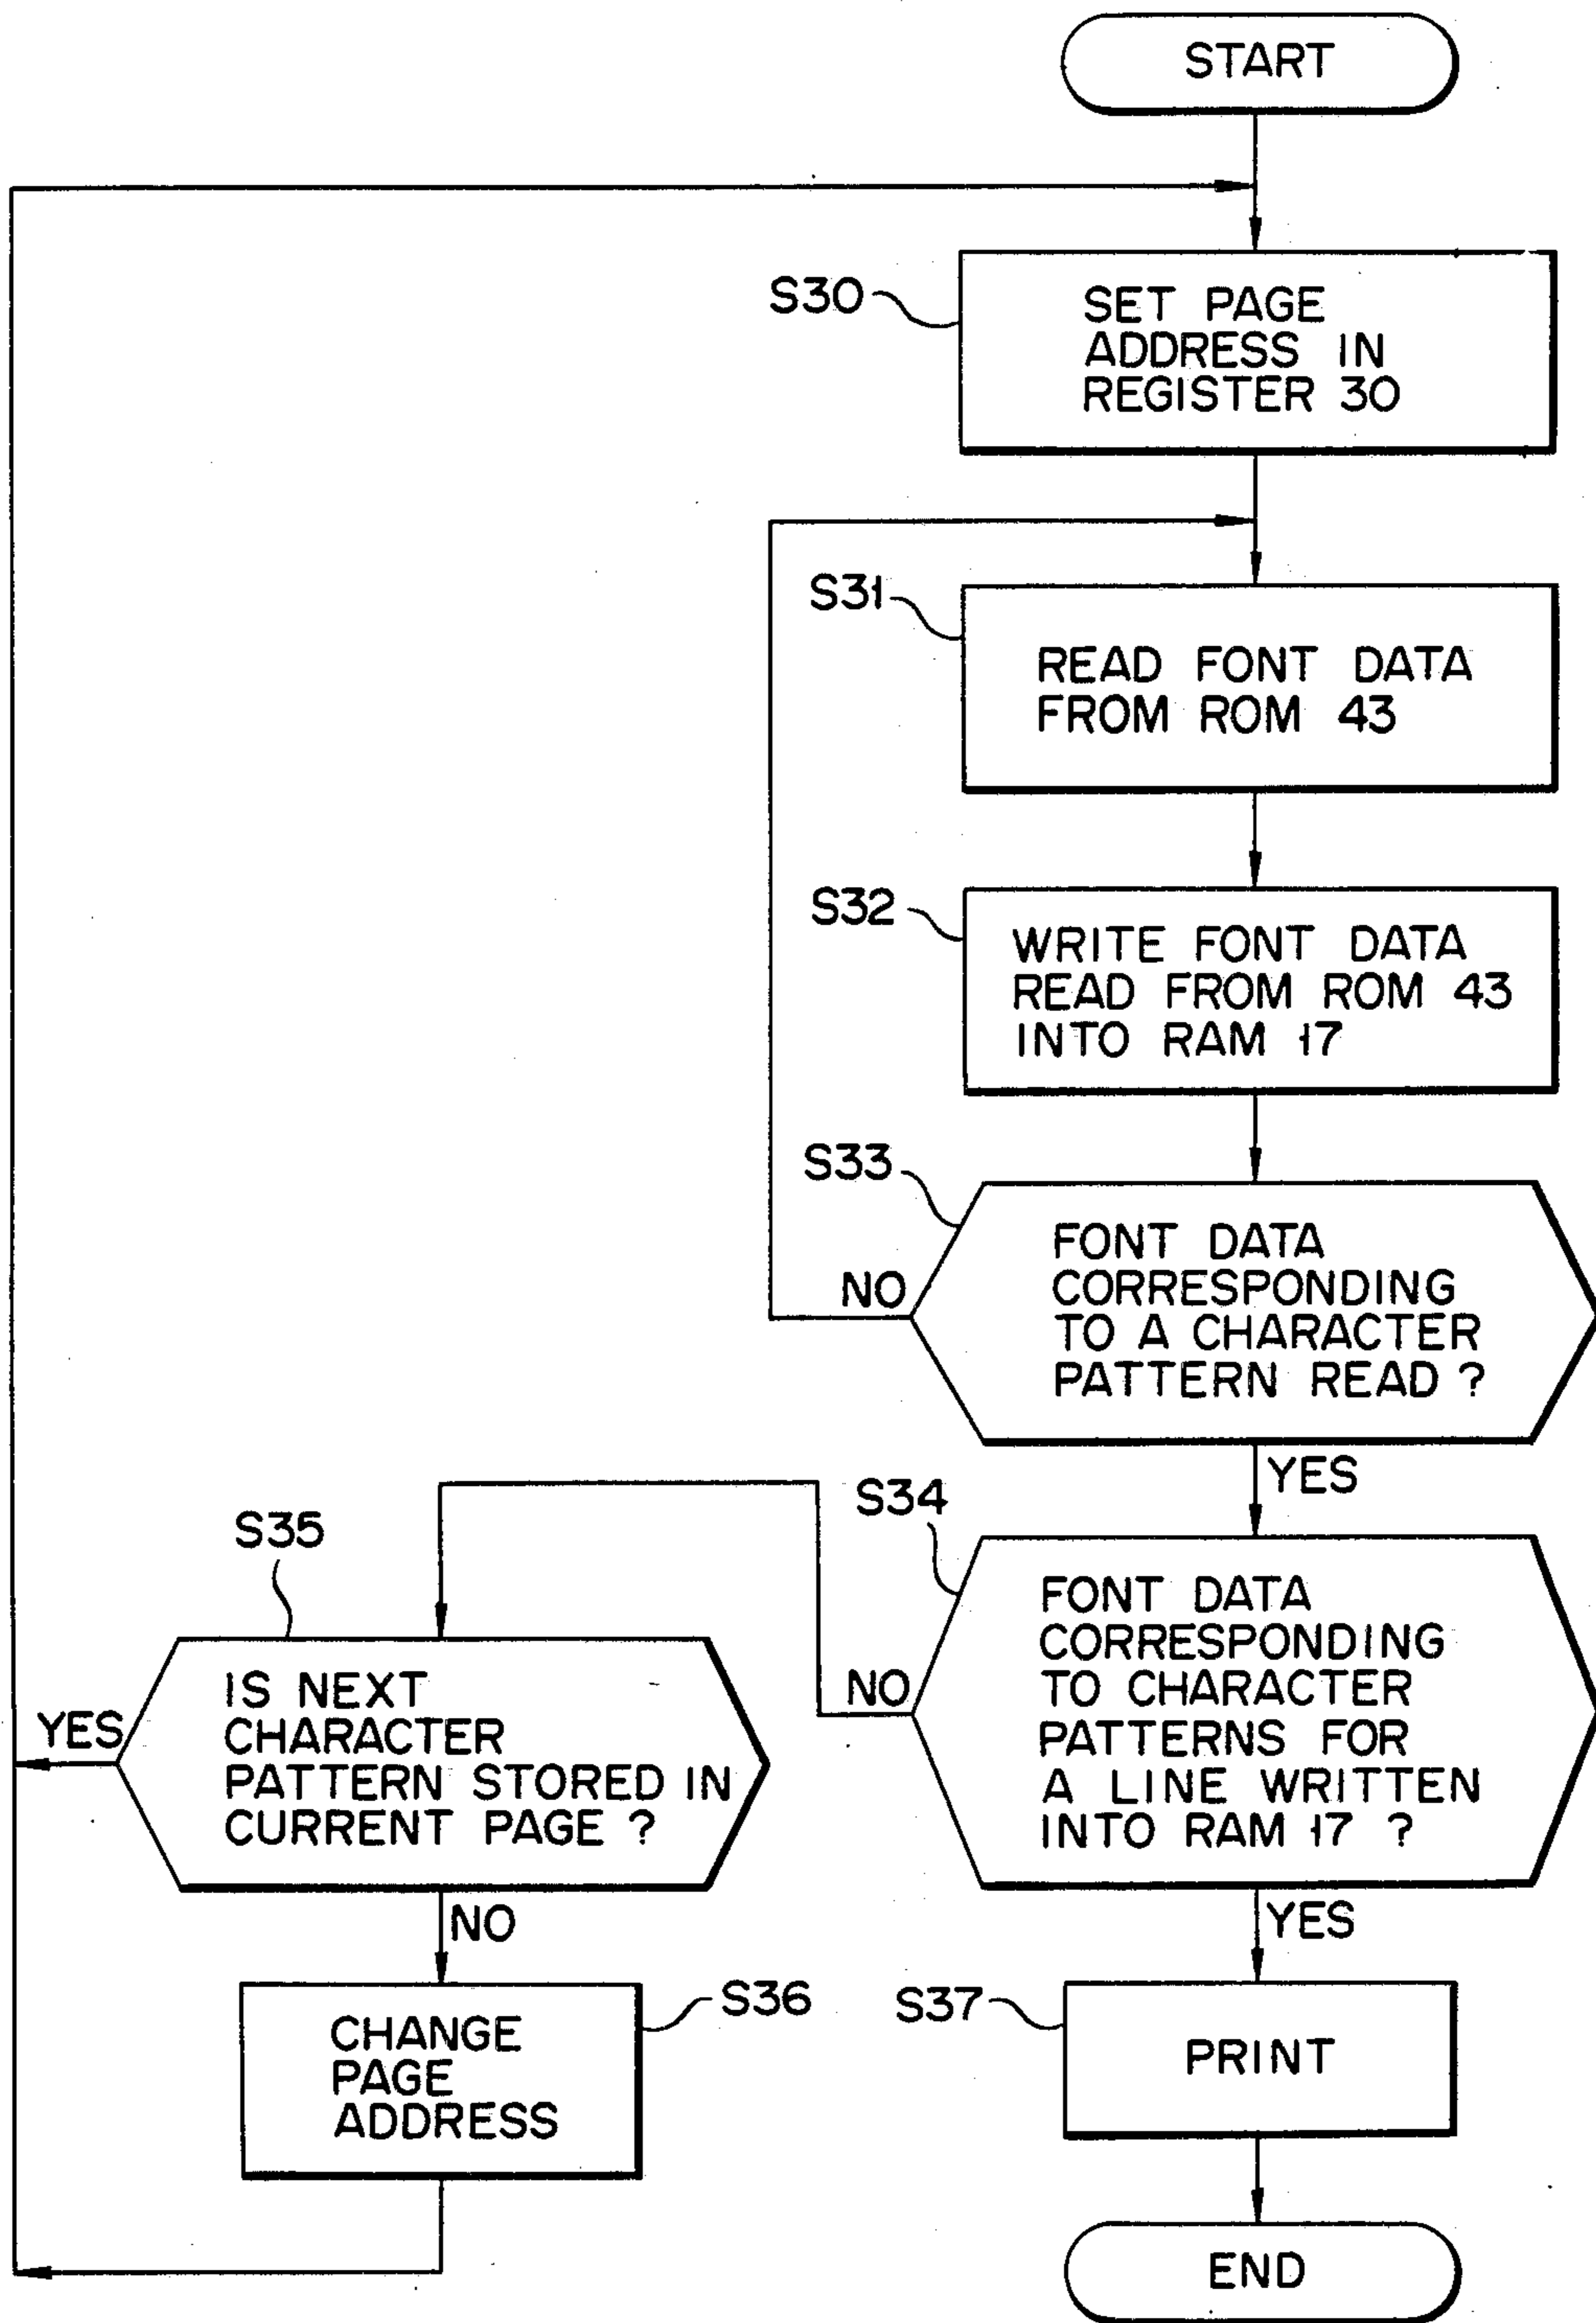 START
S30
SET PAGE
ADDRESS IN
REGISTER 30
S31
READ FONT DATA
FROM ROM 43
S32
WRITE FONT DATA
READ FROM ROM 43
INTO RAM 17
S33
FONT DATA
CORRESPONDING
TO A CHARACTER
PATTERN READ ?
NO
YES
S34
FONT DATA
CORRESPONDING
TO CHARACTER
PATTERNS FOR
A LINE WRITTEN
INTO RAM 17 ?
NO
YES
S35
IS NEXT
CHARACTER
PATTERN STORED IN
CURRENT PAGE ?
YES
NO
S36
CHANGE
PAGE
ADDRESS
S37
PRINT
END